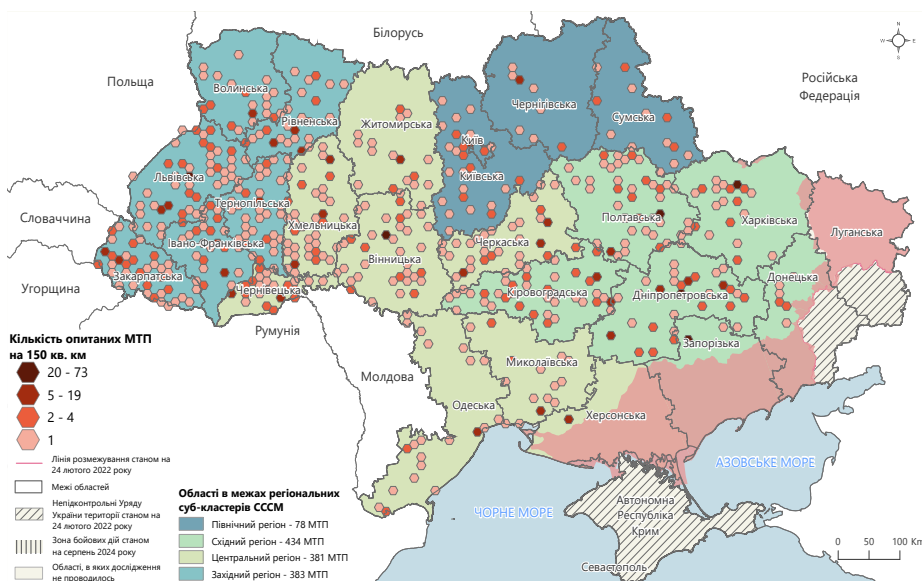 Білорусь
N
W
E
S
Польща
Російська
Федерація
Волинська
Рівненська
Житомирська
Київ
Чернігівська
Сумська
Київська
Львівська
Тернопільська
Хмельницька
Полтавська
Харківська
Луганська
Словаччина
Івано-Франківська
Вінницька
Черкаська
Закарпатська
Чернівецька
Кіровоградська
Дніпропетровська
Донецька
Угорщина
Румунія
Запорізька
Молдова
Миколаївська
Одеська
Херсонська
АЗОВСЬКЕ МОРЕ
ЧОРНЕ МОРЕ
Автономна
Республіка
Крим
Севастополь
0 50 100 Km
Кількість опитаних МТП
на 150 кв. км
20 - 73
5 - 19
2 - 4
1
Лінія розмежування станом на
24 лютого 2022 року
Межі областей
Непідконтрольні Уряду
України території станом на
24 лютого 2022 року
Зона бойових дій станом
на серпень 2024 року
Області, в яких дослідження
не проводилось
Області в межах регіональних
суб-кластерів СССМ
Північний регіон - 78 МТП
Східний регіон - 434 МТП
Центральний регіон - 381 МТП
Західний регіон - 383 МТП